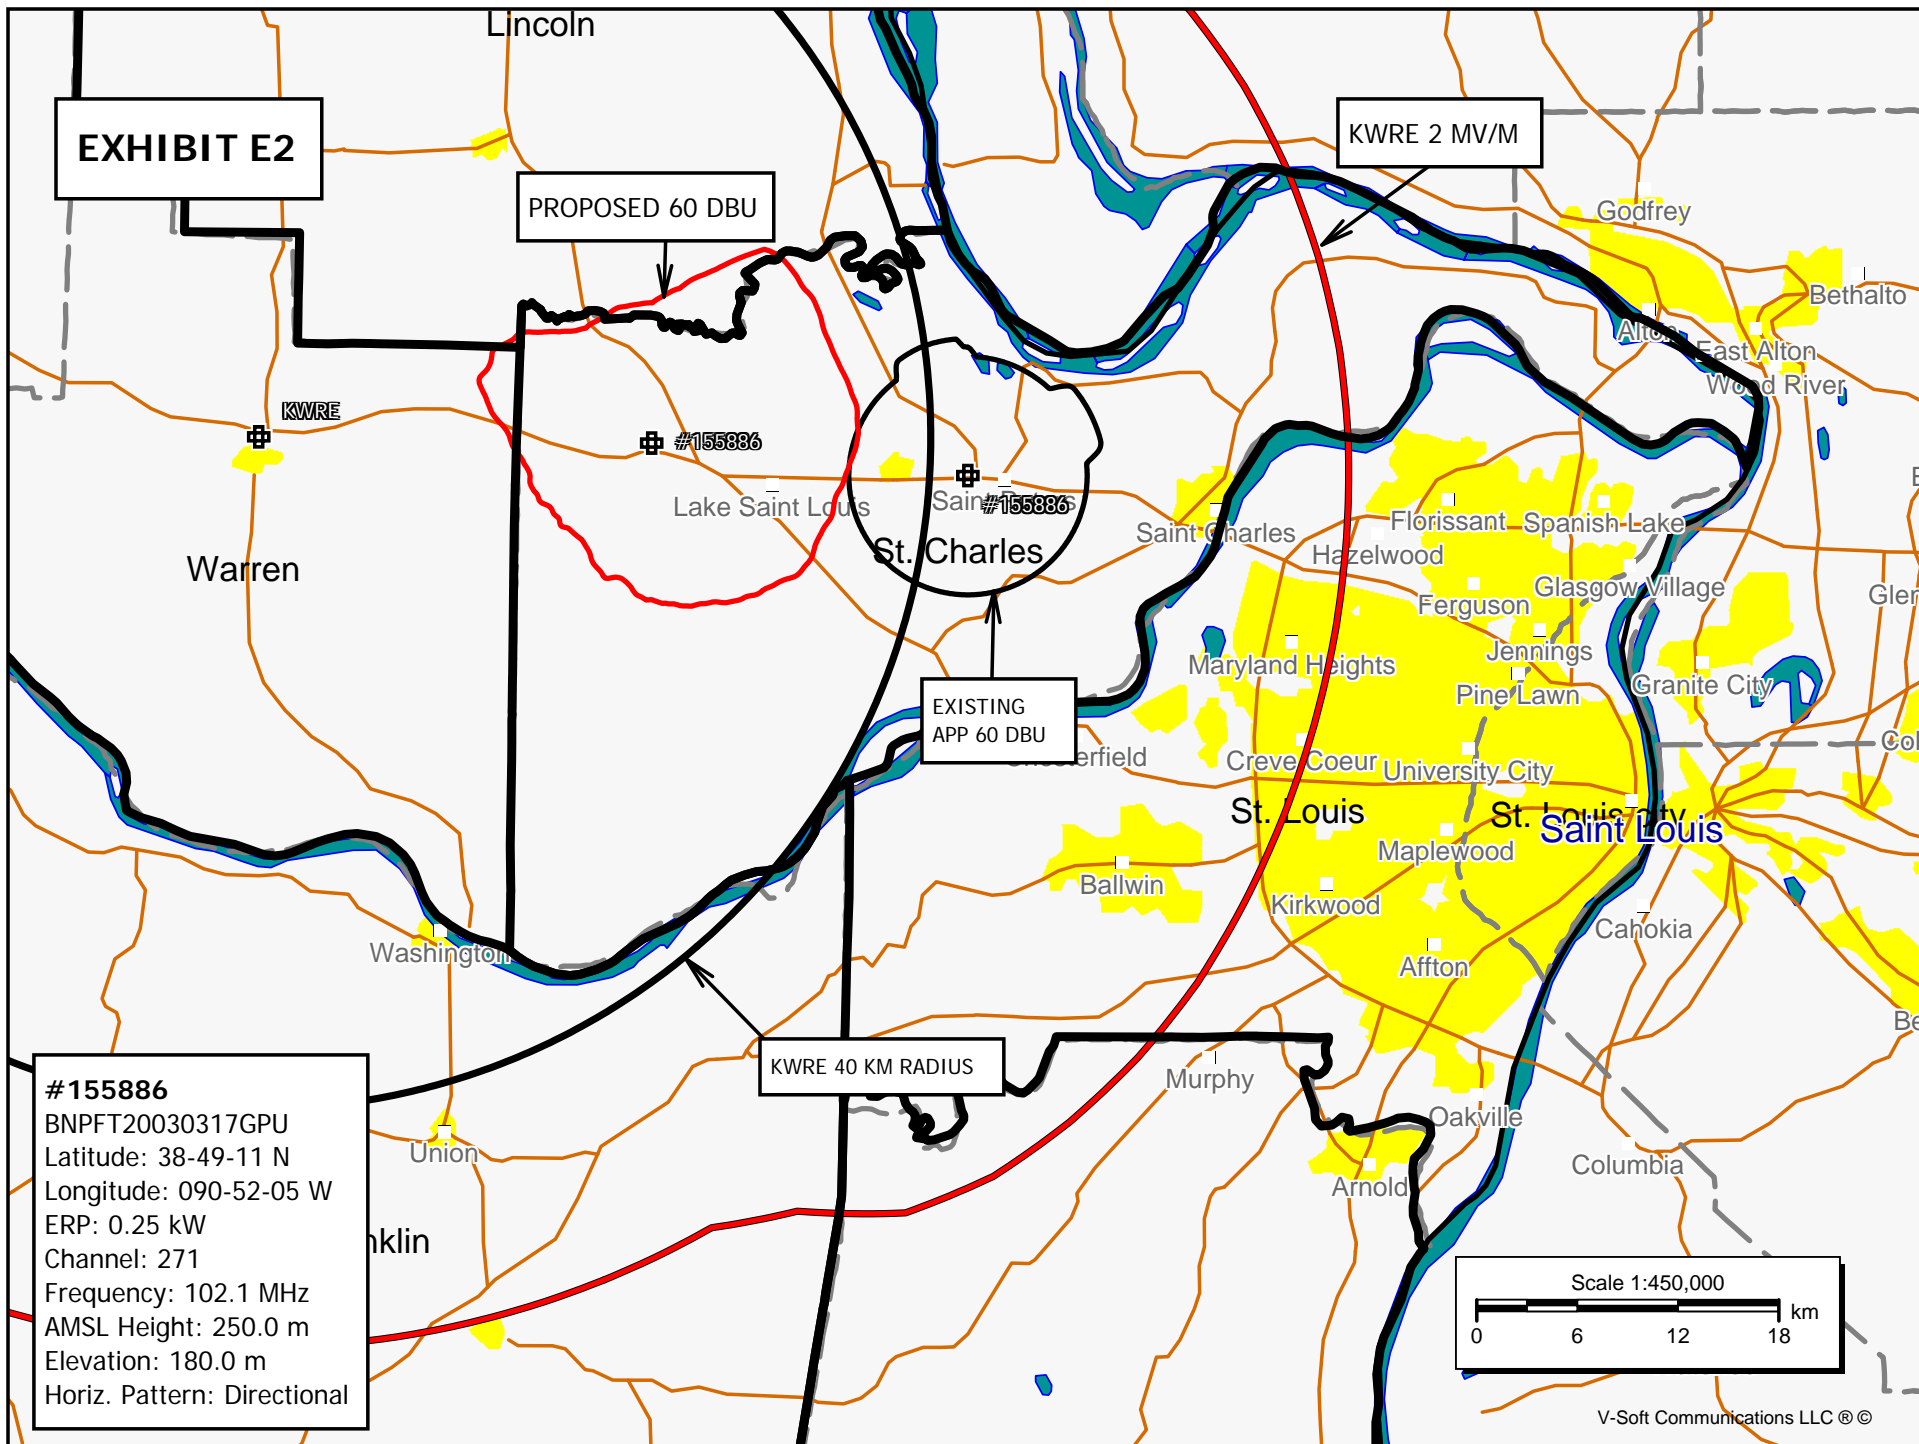 Lincoln
EXHIBIT E2
KWRE 2 MV/M
PROPOSED 60 DBU
Godfrey
Bethalto
Alton
East Alton
Wood River
KWRE
#155886
Lake Saint Louis
#155886
Saint Charles
Florissant
Spanish Lake
Hazelwood
St. Charles
Warren
Glasgow Village
Ferguson
Jennings
Maryland Heights
Pine Lawn
Granite City
EXISTING
APP 60 DBU
Creve Coeur
University City
St. Louis
St. Louis city
Saint Louis
Maplewood
Ballwin
Kirkwood
Cahokia
Washington
Affton
KWRE 40 KM RADIUS
Murphy
Oakville
Union
Columbia
Arnold
#155886
BNPFT20030317GPU
Latitude: 38-49-11 N
Longitude: 090-52-05 W
ERP: 0.25 kW
Channel: 271
Frequency: 102.1 MHz
AMSL Height: 250.0 m
Elevation: 180.0 m
Horiz. Pattern: Directional
Scale 1:450,000
km
0 6 12 18
V-Soft Communications LLC ® ©